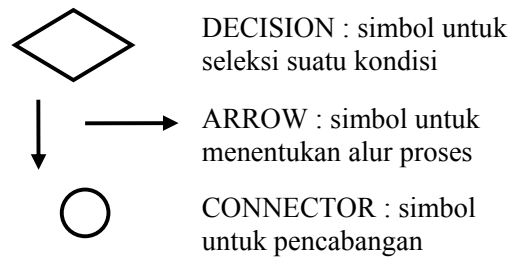 DECISION : simbol untuk
seleksi suatu kondisi
ARROW : simbol untuk
menentukan alur proses
CONNECTOR : simbol
untuk pencabangan